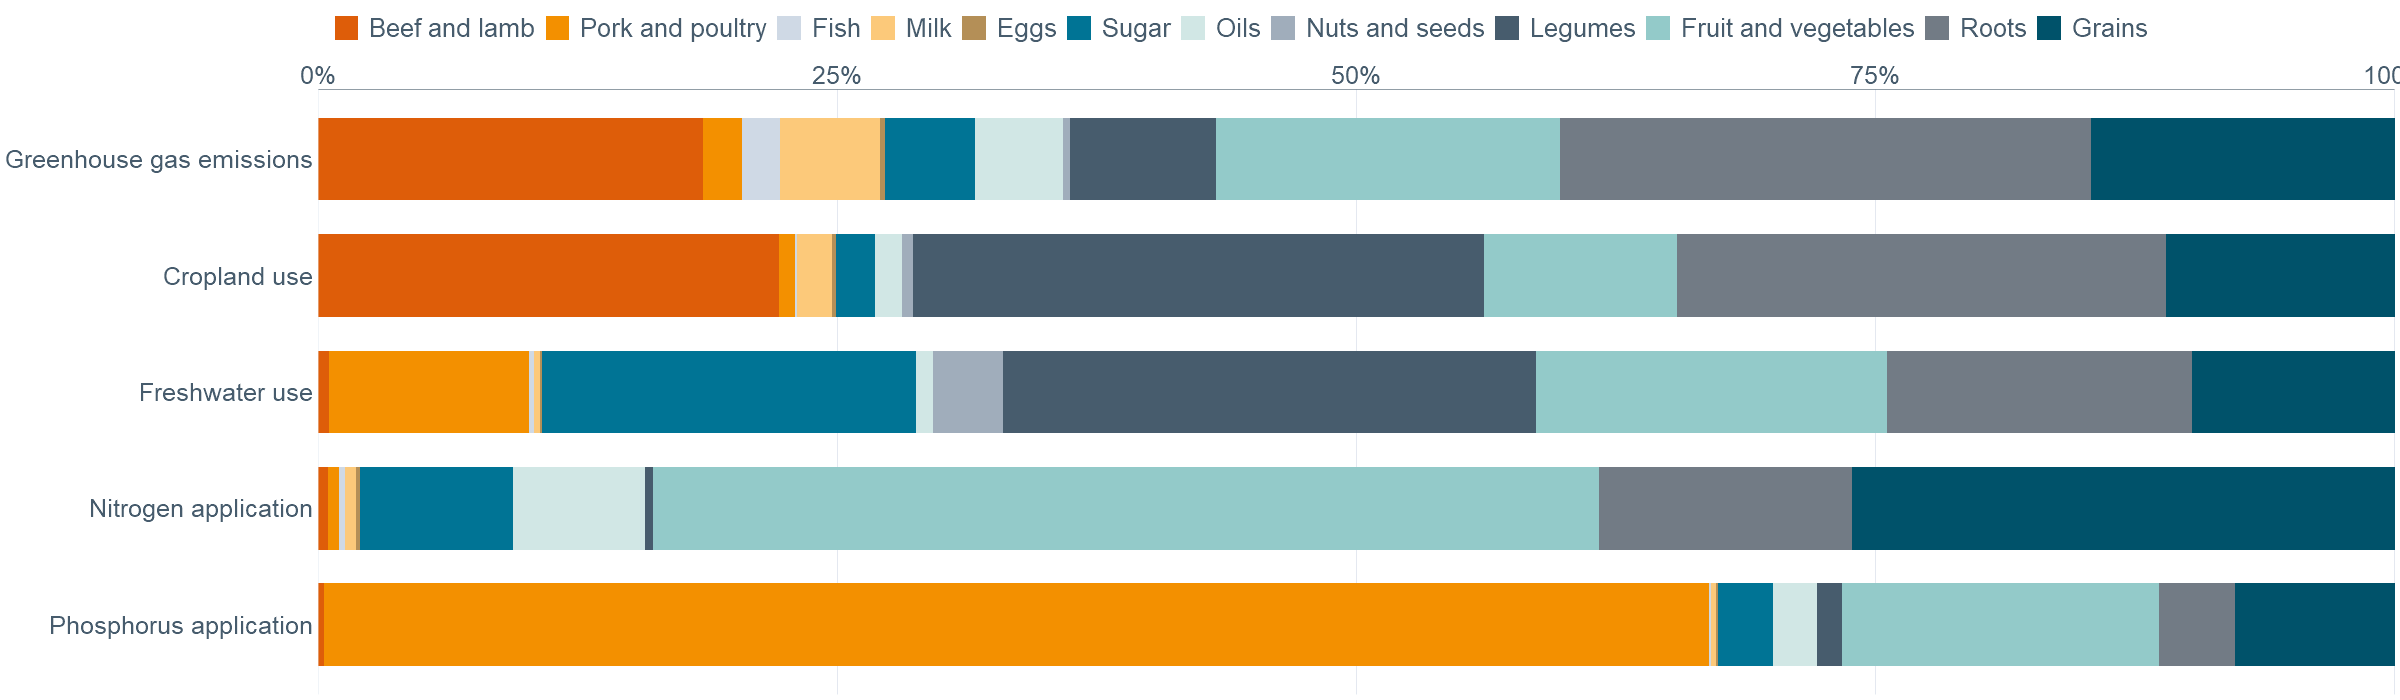 Beef and lamb Pork and poultry Fish Milk Eggs Sugar Oils Nuts and seeds Legumes Fruit and vegetables Roots Grains
0% 25% 50% 75% 100
Greenhouse gas emissions
Cropland use
Freshwater use
Nitrogen application
Phosphorus application